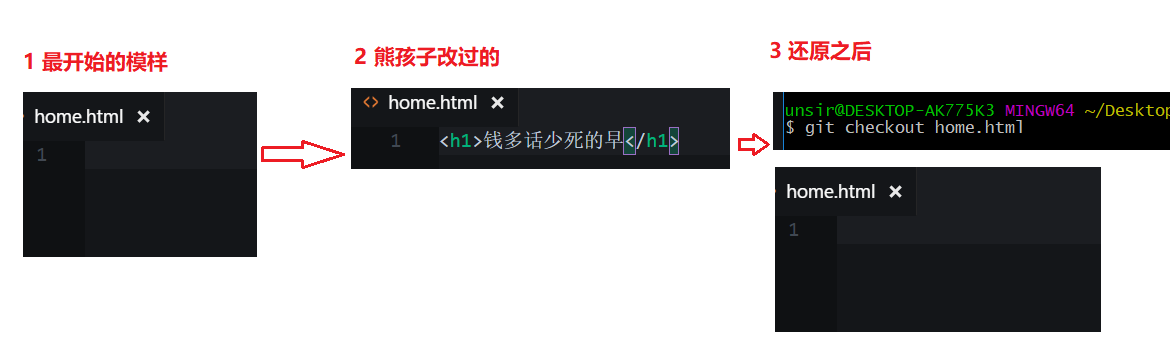 1 最开始的模样
home.html ×
1
2 熊孩子改过的
<> home.html ×
1 <h1>钱多话少死的早</h1>
3 还原之后
unsir@DESKTOP-AK775K3 MINGW64 ~/Desktop
$ git checkout home.html
home.html ×
1